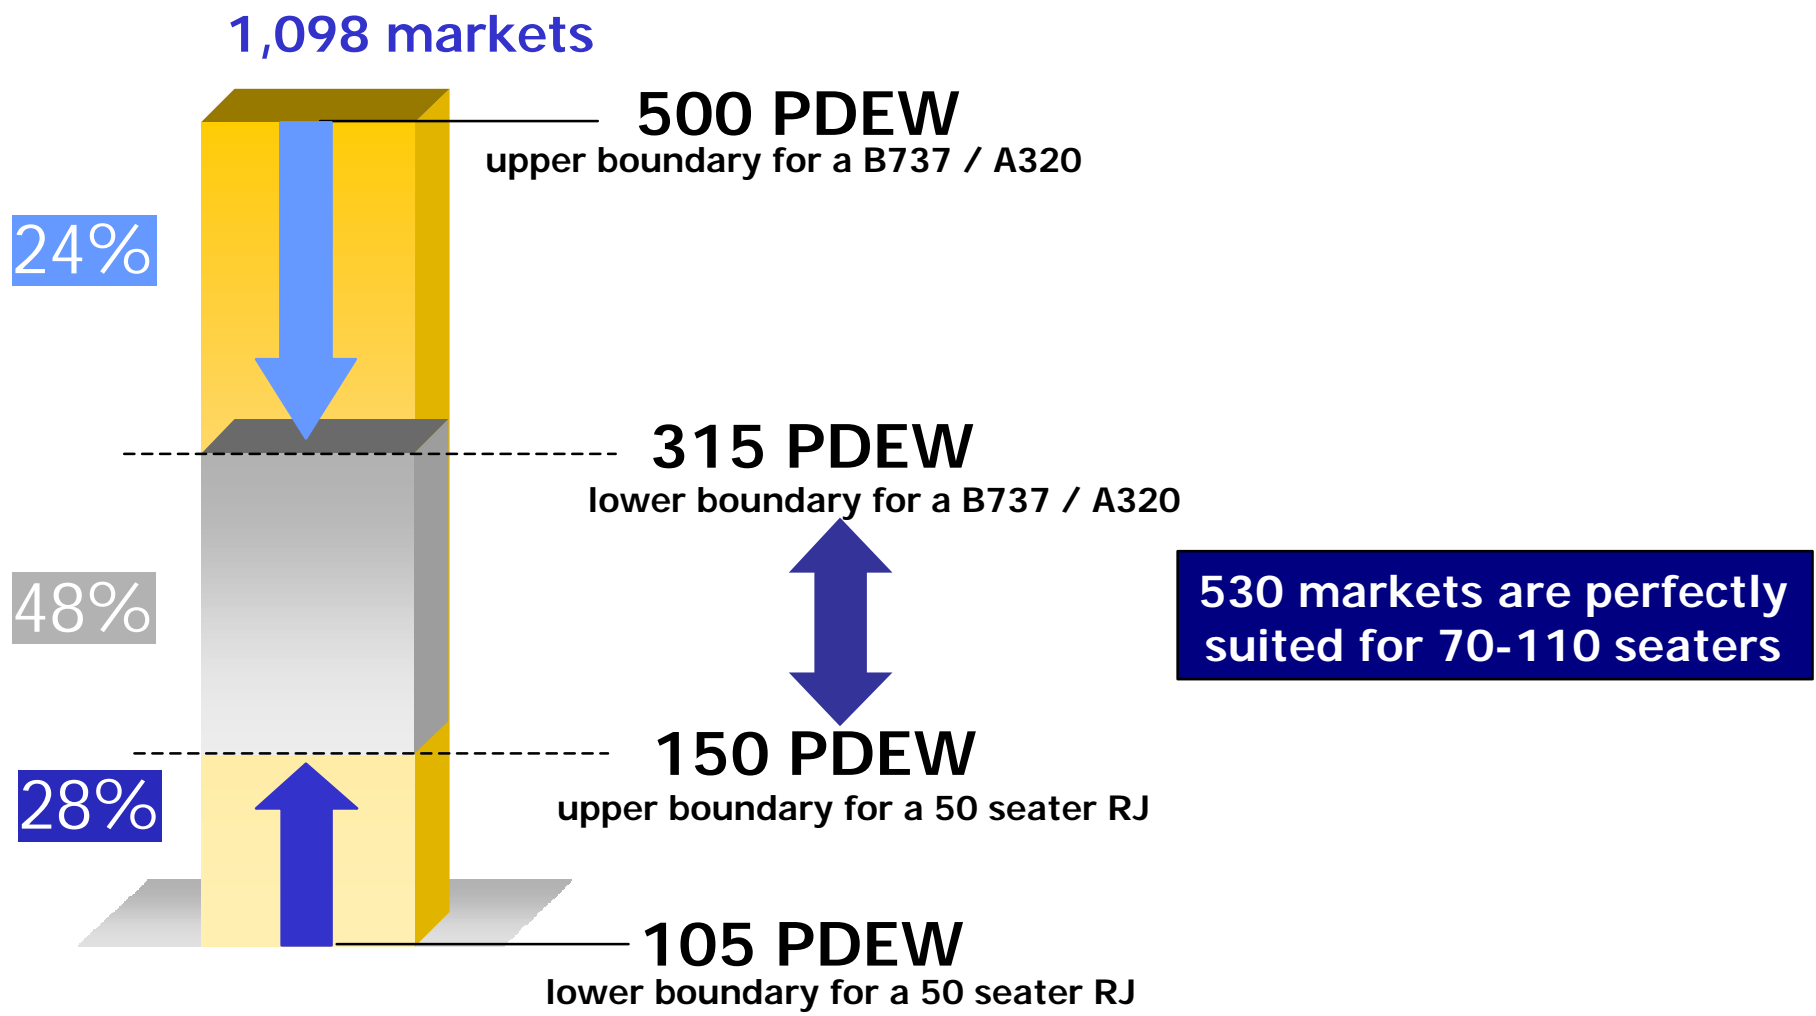 1,098 markets
500 PDEW
upper boundary for a B737 / A320
24%
315 PDEW
lower boundary for a B737 / A320
530 markets are perfectly
suited for 70-110 seaters
48%
150 PDEW
upper boundary for a 50 seater RJ
28%
105 PDEW
lower boundary for a 50 seater RJ